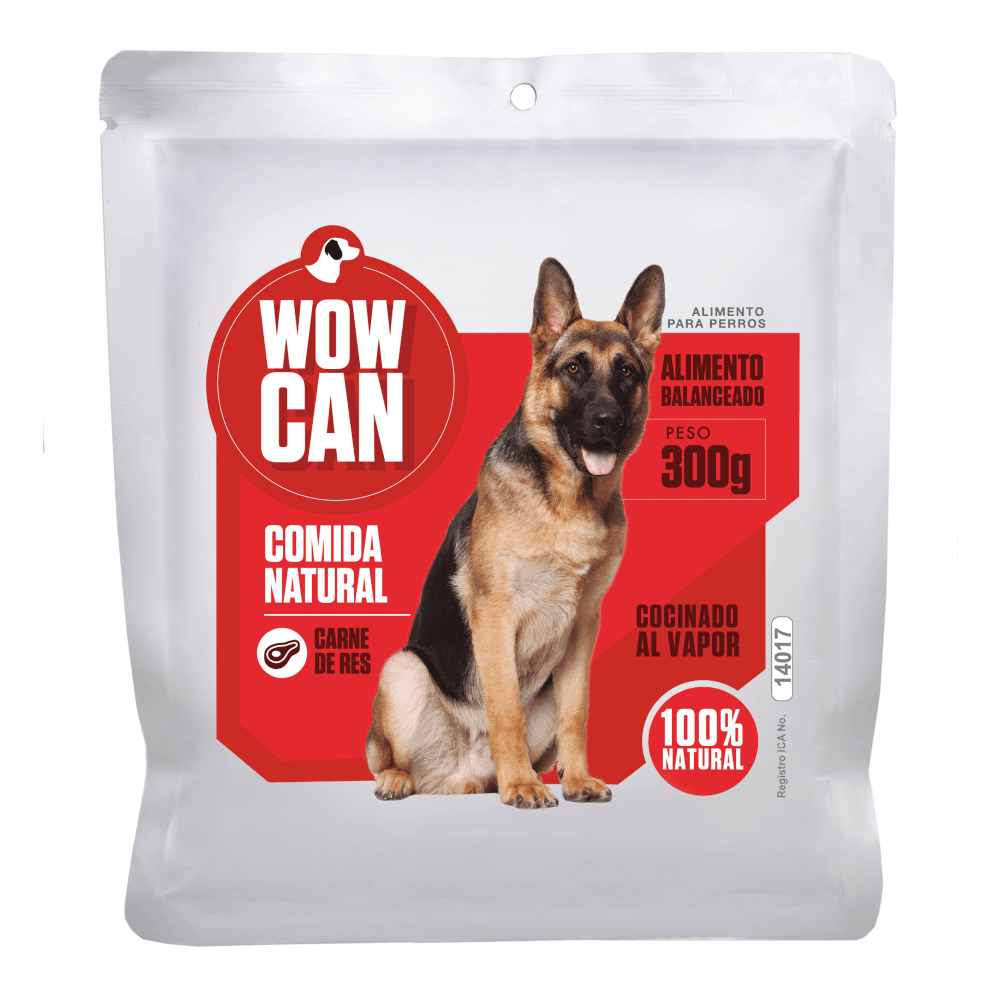 WOW
CAN
ALIMENTO
PARA PERROS
ALIMENTO
BALANCEADO
PESO
300g
COMIDA
NATURAL
CARNE
DE RES
COCINADO
AL VAPOR
100%
NATURAL
Registro ICA No. 14017